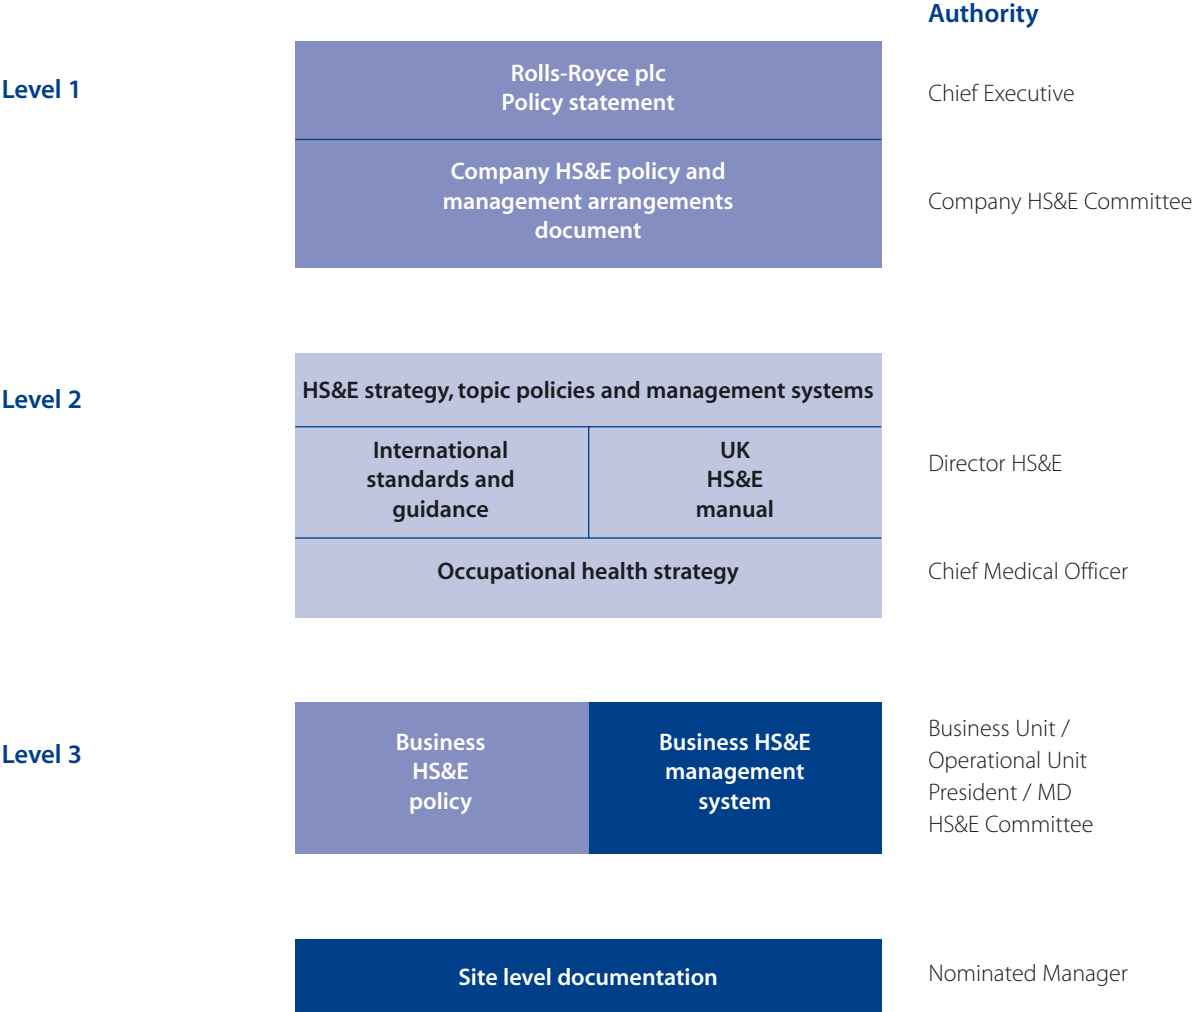 Authority
Level 1
Rolls-Royce plc
Policy statement
Chief Executive
Company HS&E policy and
management arrangements
document
Company HS&E Committee
Level 2
HS&E strategy, topic policies and management systems
International
standards and
guidance
UK
HS&E
manual
Director HS&E
Occupational health strategy
Chief Medical Officer
Level 3
Business
HS&E
policy
Business HS&E
management
system
Business Unit /
Operational Unit
President / MD
HS&E Committee
Site level documentation
Nominated Manager